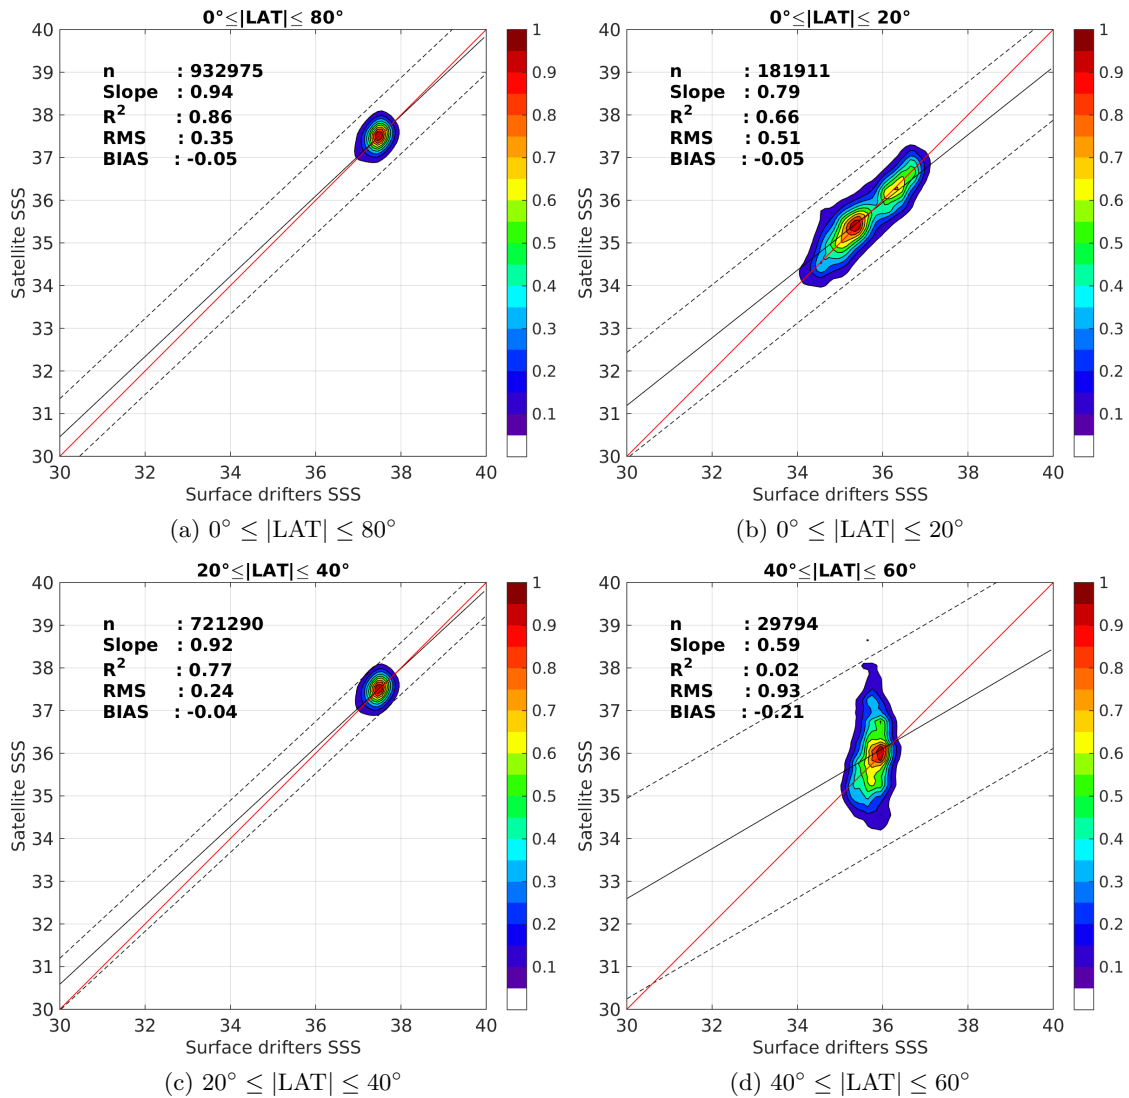 0°≤|LAT|≤ 80°
n : 932975
Slope : 0.94
R2 : 0.86
RMS : 0.35
BIAS : -0.05
40
39
38
37
36
35
34
33
32
31
30
Satellite SSS
30 32 34 36 38 40
Surface drifters SSS
1
0.9
0.8
0.7
0.6
0.5
0.4
0.3
0.2
0.1
(a) 0° ≤ |LAT| ≤ 80°
0°≤|LAT|≤ 20°
n : 181911
Slope : 0.79
R2 : 0.66
RMS : 0.51
BIAS : -0.05
40
39
38
37
36
35
34
33
32
31
30
Satellite SSS
30 32 34 36 38 40
Surface drifters SSS
1
0.9
0.8
0.7
0.6
0.5
0.4
0.3
0.2
0.1
(b) 0° ≤ |LAT| ≤ 20°
20°≤|LAT|≤ 40°
n : 721290
Slope : 0.92
R2 : 0.77
RMS : 0.24
BIAS : -0.04
40
39
38
37
36
35
34
33
32
31
30
Satellite SSS
30 32 34 36 38 40
Surface drifters SSS
1
0.9
0.8
0.7
0.6
0.5
0.4
0.3
0.2
0.1
(c) 20° ≤ |LAT| ≤ 40°
40°≤|LAT|≤ 60°
n : 29794
Slope : 0.59
R2 : 0.02
RMS : 0.93
BIAS : -0.21
40
39
38
37
36
35
34
33
32
31
30
Satellite SSS
30 32 34 36 38 40
Surface drifters SSS
1
0.9
0.8
0.7
0.6
0.5
0.4
0.3
0.2
0.1
(d) 40° ≤ |LAT| ≤ 60°